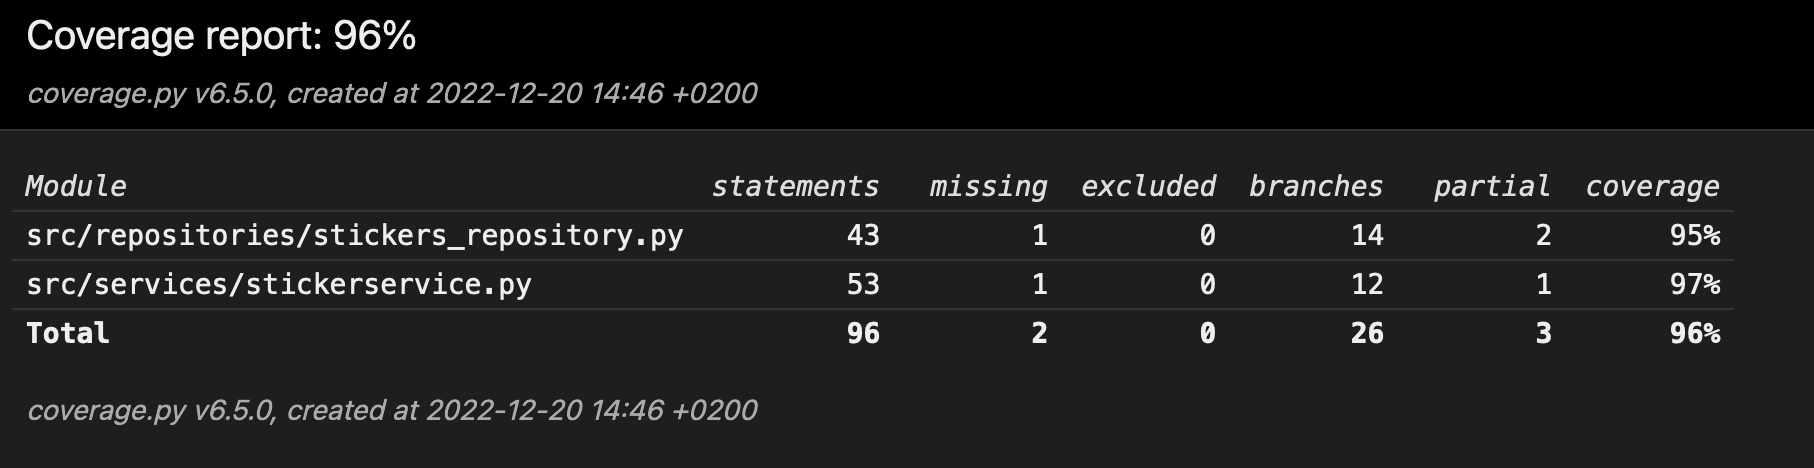 Coverage report: 96%
coverage.py v6.5.0, created at 2022-12-20 14:46 +0200
Module statements missing excluded branches partial coverage
src/repositories/stickers_repository.py 43 1 0 14 2 95%
src/services/stickerservice.py 53 1 0 12 1 97%
Total 96 2 0 26 3 96%
coverage.py v6.5.0, created at 2022-12-20 14:46 +0200